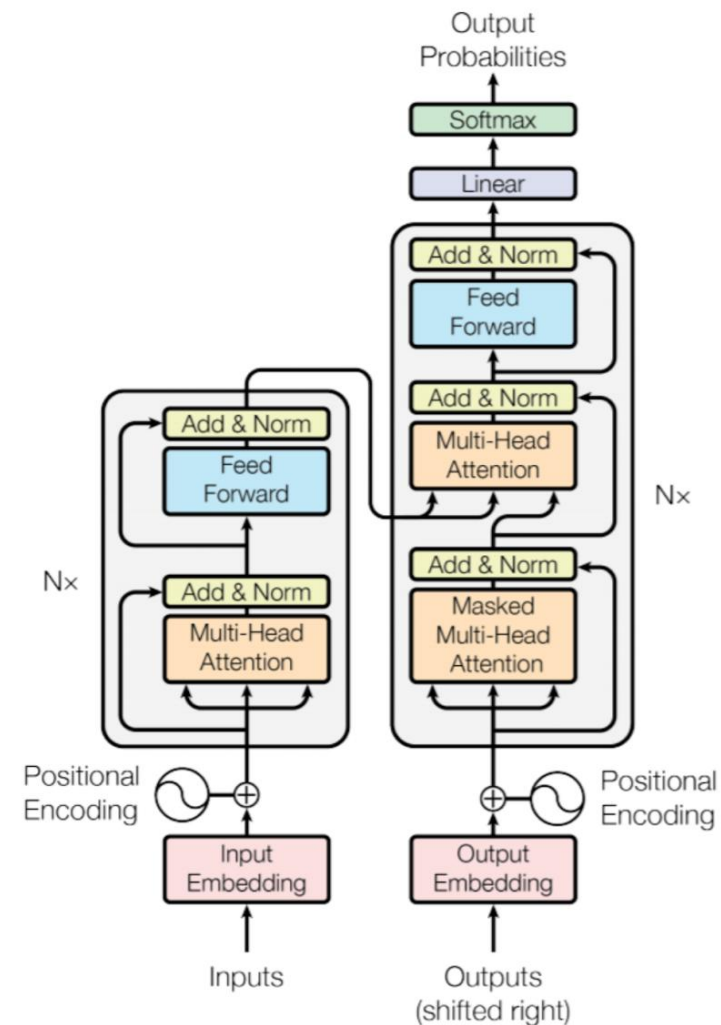 Output
Probabilities
Softmax
Linear
Add & Norm
Feed
Forward
Add & Norm
Multi-Head
Attention
Nx
Add & Norm
Masked
Multi-Head
Attention
Add & Norm
Feed
Forward
Nx
Add & Norm
Multi-Head
Attention
Positional
Encoding
Positional
Encoding
Input
Embedding
Output
Embedding
Inputs
Outputs
(shifted right)